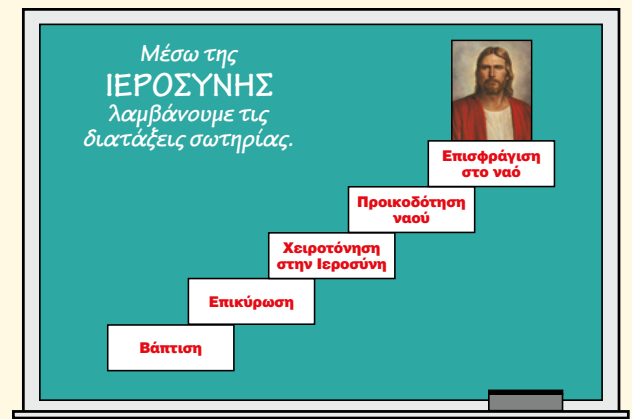 Μέσω της
ΙΕΡΟΣΥΝΗΣ
λαμβάνουμε τις
διατάξεις σωτηρίας.
Επισφράγιση
στο ναό
Προικοδότηση
ναού
Χειροτόνηση
στην Ιεροσύνη
Επικύρωση
Βάπτιση